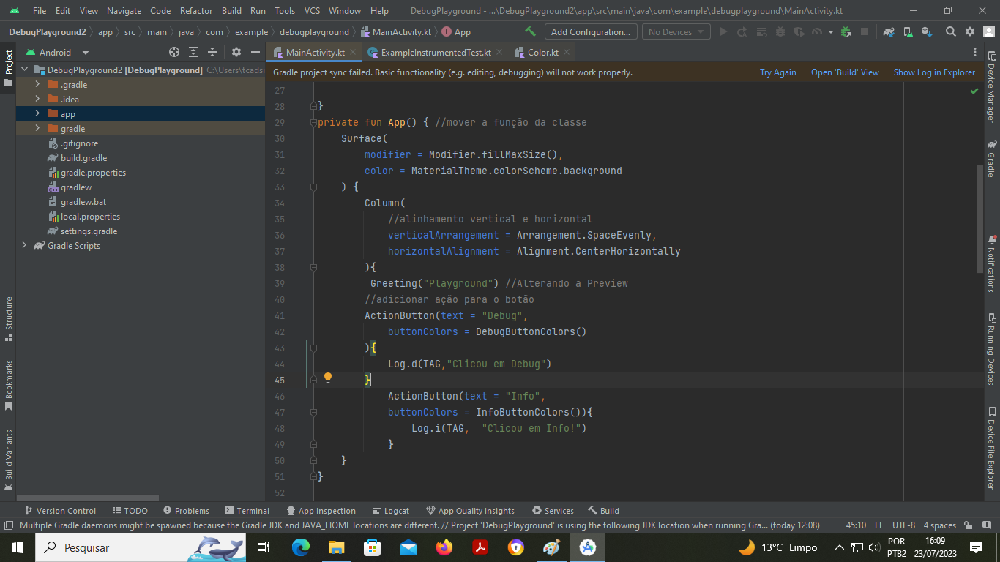 File Edit View Navigate Code Refactor Build Run Tools VCS Window Help DebugPlayground - ...\DebugPlayground2\app\src\main\java\com\example\debugplayground\MainActivity.kt
DebugPlayground2 app src main java com example debugplayground MainActivity.kt App Add Configuration... No Devices
Android
MainActivity.kt ExampleInstrumentedTest.kt Color.kt
Project
DebugPlayground2 [DebugPlayground] C:\Users\tcadsi
.gradle
.idea
app
gradle
.gitignore
build.gradle
gradle.properties
gradlew
gradlew.bat
local.properties
settings.gradle
Gradle Scripts
Structure
Bookmarks
Build Variants
Gradle project sync failed. Basic functionality (e.g. editing, debugging) will not work properly. Try Again Open 'Build' View Show Log in Explorer
27
28 }
29 private fun App() { //mover a função da classe
30 Surface(
31 modifier = Modifier.fillMaxSize(),
32 color = MaterialTheme.colorScheme.background
33 ) {
34 Column(
35 //alinhamento vertical e horizontal
36 verticalArrangement = Arrangement.SpaceEvenly,
37 horizontalAlignment = Alignment.CenterHorizontally
38 ){
39 Greeting("Playground") //Alterando a Preview
40 //adicionar ação para o botão
41 ActionButton(text = "Debug",
42 buttonColors = DebugButtonColors()
43 ){
44 Log.d(TAG,"Clicou em Debug")
45 }
46 ActionButton(text = "Info",
47 buttonColors = InfoButtonColors()){
48 Log.i(TAG, "Clicou em Info!")
49 }
50 }
51 }
52
Device Manager
Gradle
Notifications
Running Devices
Device File Explorer
Version Control TODO Problems Terminal App Inspection Logcat App Quality Insights Services Build
Multiple Gradle daemons might be spawned because the Gradle JDK and JAVA_HOME locations are different. // Project 'DebugPlayground' is using the following JDK location when running Gra... (today 12:08) 45:10 LF UTF-8 4 spaces
Pesquisar 13°C Limpo POR 16:09
PTB2 23/07/2023